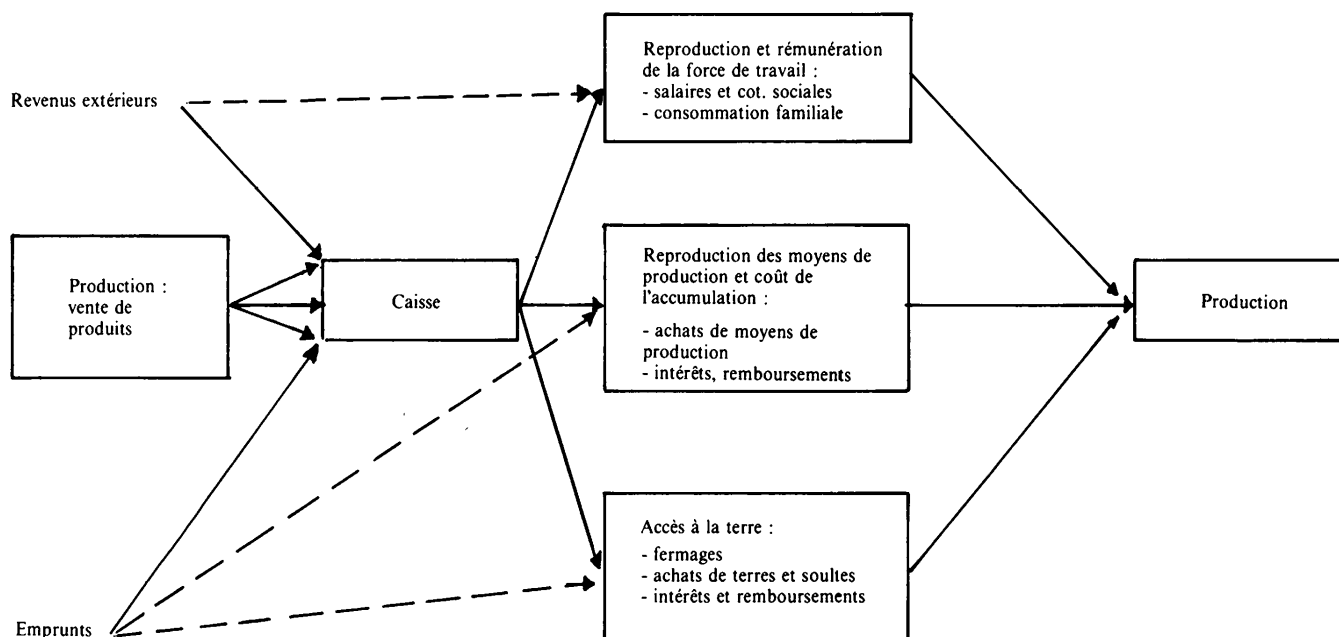 Revenus extérieurs
Production :
vente de
produits
Caisse
Reproduction et rémunération
de la force de travail :
- salaires et cot. sociales
- consommation familiale
Reproduction des moyens de
production et coût de
l'accumulation :
- achats de moyens de
production
- intérêts, remboursements
Accès à la terre :
- fermages
- achats de terres et soultes
- intérêts et remboursements
Production
Emprunts